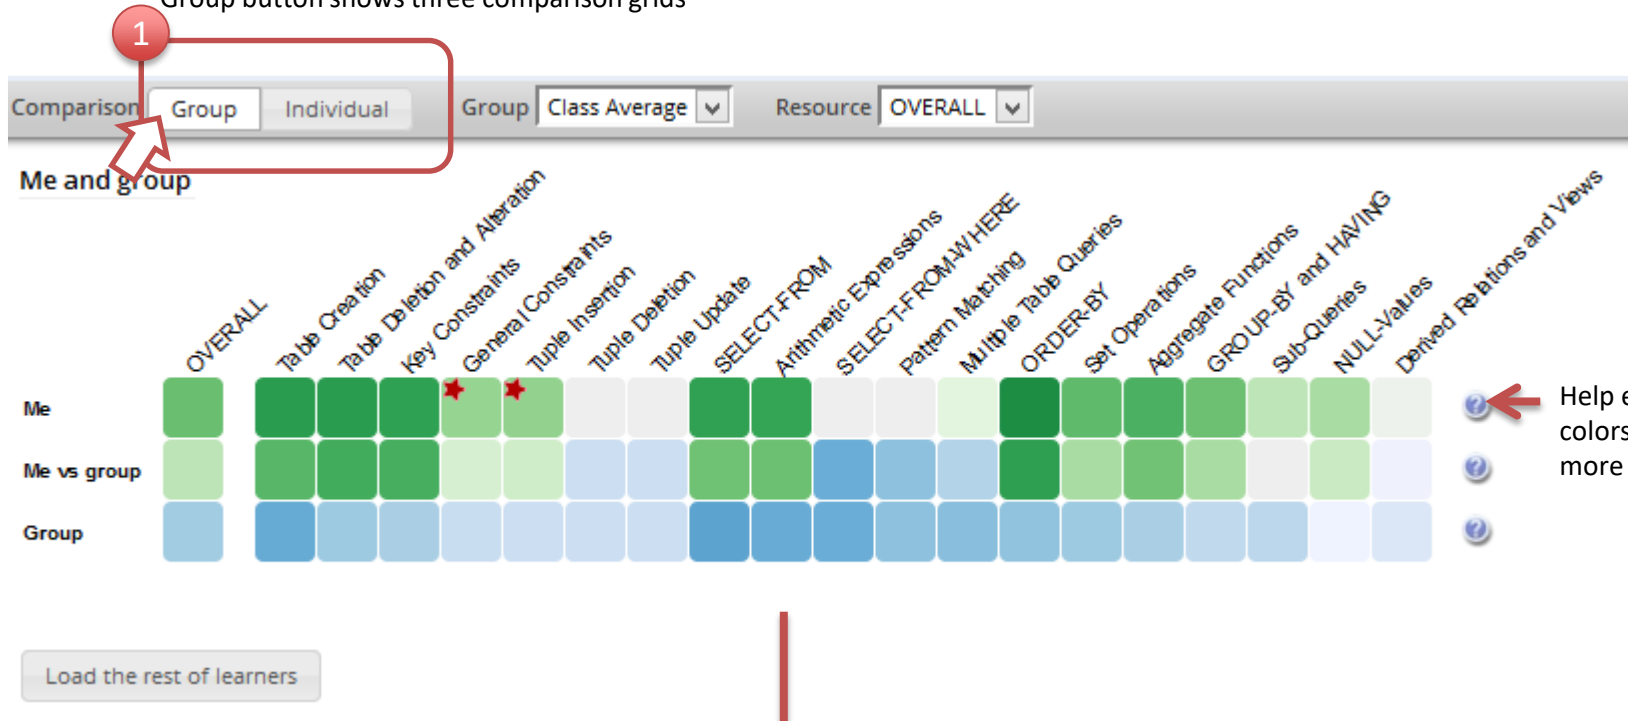 Group button shows three comparison grids
1
Comparison Group Individual Group Class Average Resource OVERALL
Me and group
OVERALL
Table Creation
Table Deletion and Alteration
Key Constraints
General Constraints
Tuple Insertion
Tuple Deletion
Tuple Update
SELECT-FROM
Arithmetic Expressions
SELECT-FROM-WHERE
Pattern Matching
Multiple Table Queries
ORDER-BY
Set Operations
Aggregate Functions
GROUP-BY and HAVING
Sub-Queries
NULL-Values
Derived Relations and Views
Me
Me vs group
Group
Help e
colors
more
Load the rest of learners